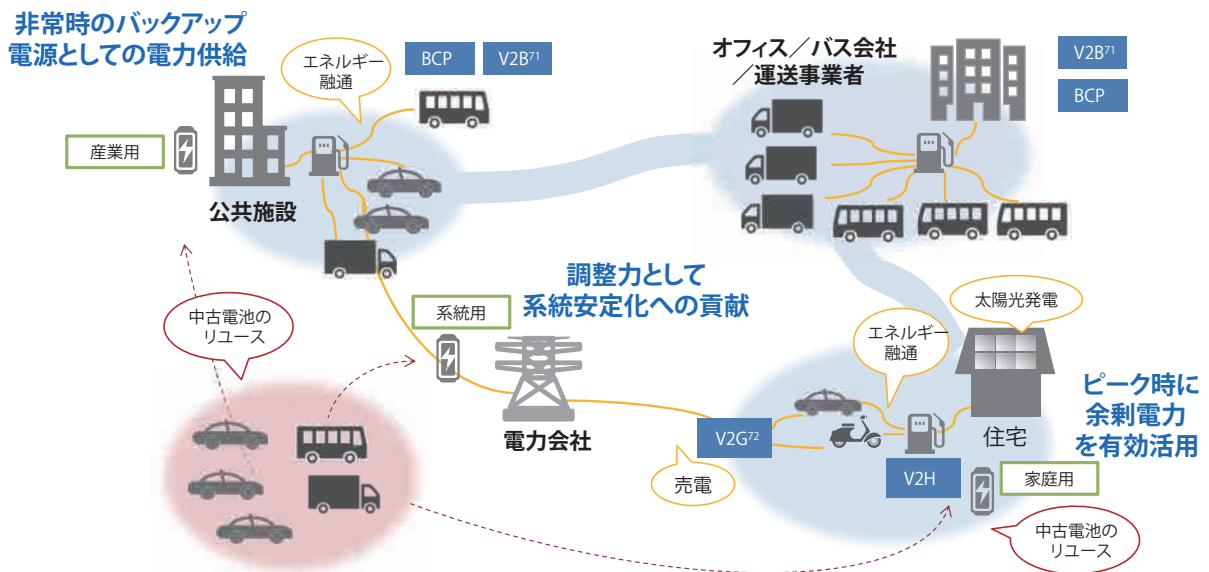 非常時のバックアップ
電源としての電力供給
エネルギー
融通
BCP
V2B71
産業用
公共施設
オフィス／バス会社
／運送事業者
V2B71
BCP
中古電池の
リユース
系統用
調整力として
系統安定化への貢献
電力会社
太陽光発電
エネルギー
融通
ピーク時に
余剰電力
を有効活用
住宅
V2G72
売電
V2H
家庭用
中古電池の
リユース